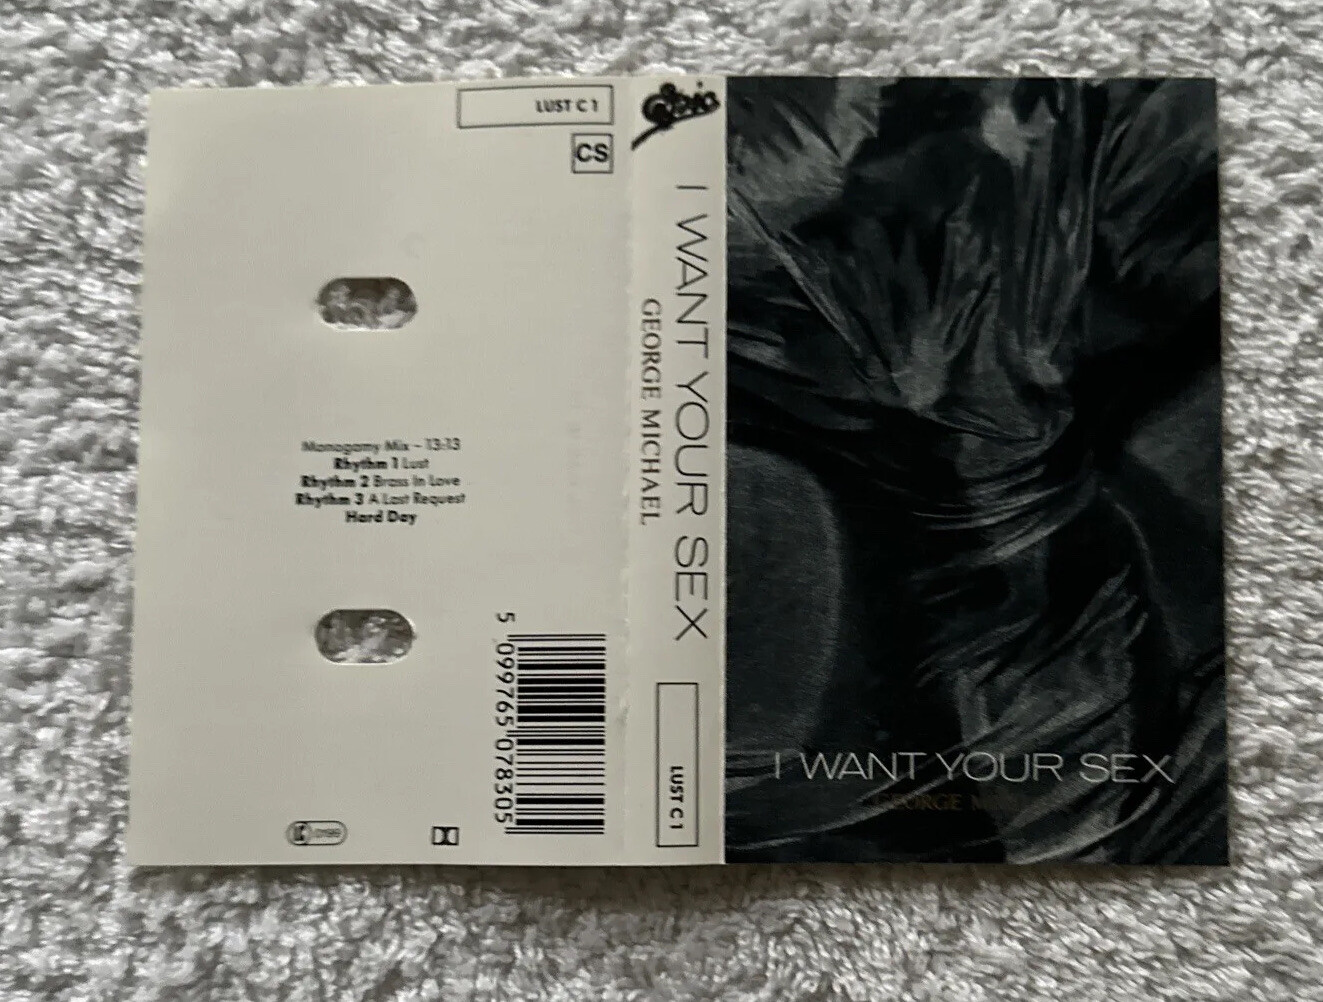 LUST C 1
CS
Monogamy Mix – 13:13
Rhythm 1 Lust
Rhythm 2 Brass In Love
Rhythm 3 A Last Request
Hard Day
5 099765 078305
Epic
I WANT YOUR SEX
GEORGE MICHAEL
LUST C 1
I WANT YOUR SEX
GEORGE